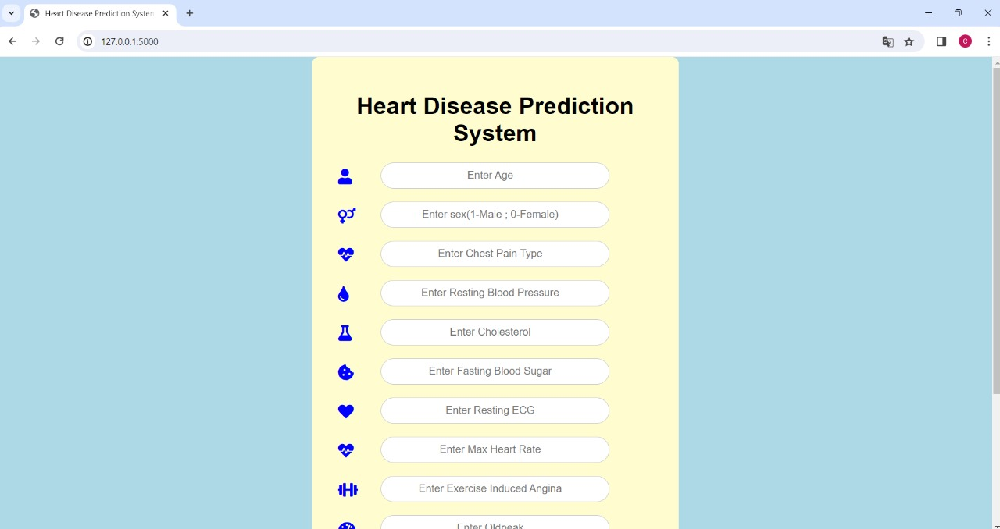 Heart Disease Prediction System
127.0.0.1:5000
C
Heart Disease Prediction
System
Enter Age
Enter sex(1-Male ; 0-Female)
Enter Chest Pain Type
Enter Resting Blood Pressure
Enter Cholesterol
Enter Fasting Blood Sugar
Enter Resting ECG
Enter Max Heart Rate
Enter Exercise Induced Angina
Enter Oldpeak